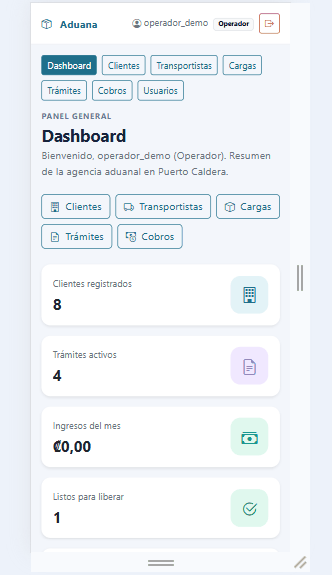 Aduana operador_demo Operador
Dashboard Clientes Transportistas Cargas
Trámites Cobros Usuarios
PANEL GENERAL
Dashboard
Bienvenido, operador_demo (Operador). Resumen
de la agencia aduanal en Puerto Caldera.
Clientes Transportistas Cargas
Trámites Cobros
Clientes registrados
8
Trámites activos
4
Ingresos del mes
₡0,00
Listos para liberar
1